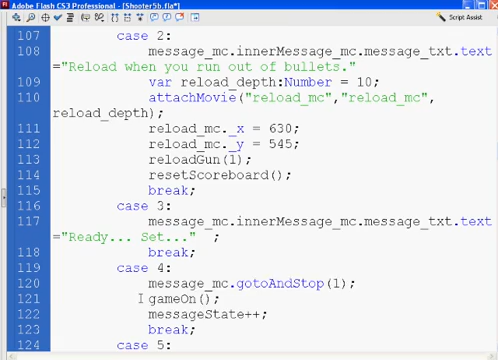 Adobe Flash CS3 Professional - [Shooter5b.fla*]
Script Assist
107 case 2:
108 message_mc.innerMessage_mc.message_txt.text
="Reload when you run out of bullets."
109 var reload_depth:Number = 10;
110 attachMovie("reload_mc","reload_mc",
reload_depth);
111 reload_mc._x = 630;
112 reload_mc._y = 545;
113 reloadGun(1);
114 resetScoreboard();
115 break;
116 case 3:
117 message_mc.innerMessage_mc.message_txt.text
="Ready... Set..." ;
118 break;
119 case 4:
120 message_mc.gotoAndStop(1);
121 gameOn();
122 messageState++;
123 break;
124 case 5: